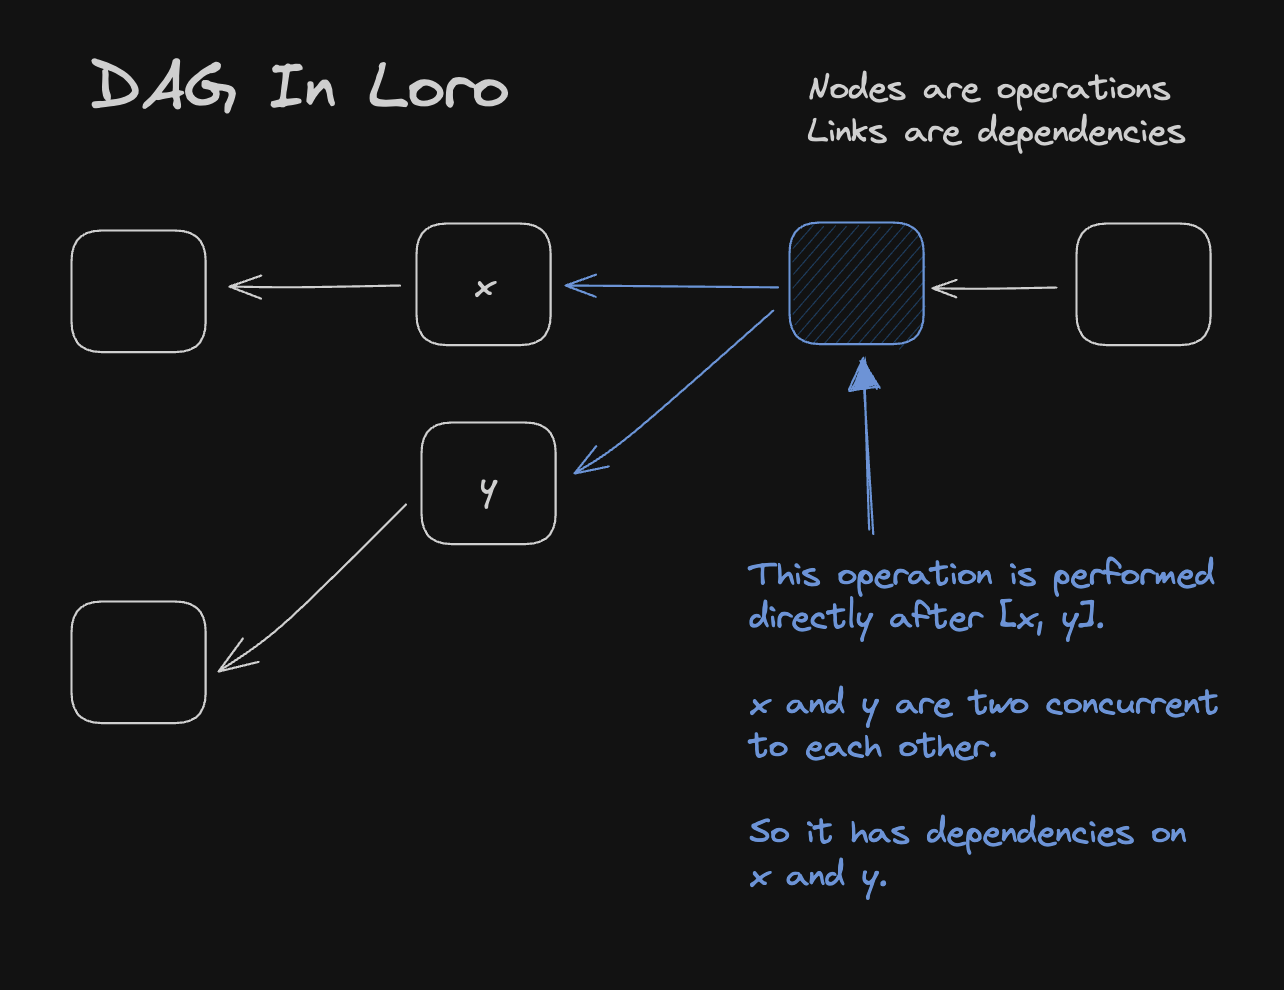 DAG In Loro
Nodes are operations
Links are dependencies
x
y
This operation is performed
directly after [x, y].
x and y are two concurrent
to each other.
So it has dependencies on
x and y.